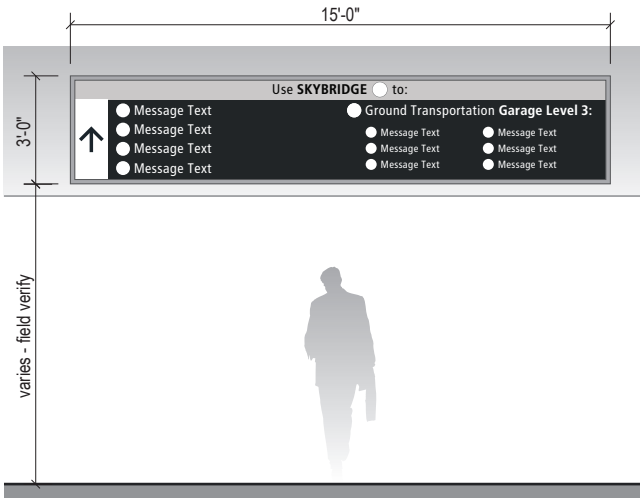 15'-0"
Use SKYBRIDGE to:
3'-0"
Message Text
Message Text
Message Text
Message Text
Ground Transportation Garage Level 3:
Message Text Message Text
Message Text Message Text
Message Text Message Text
varies - field verify